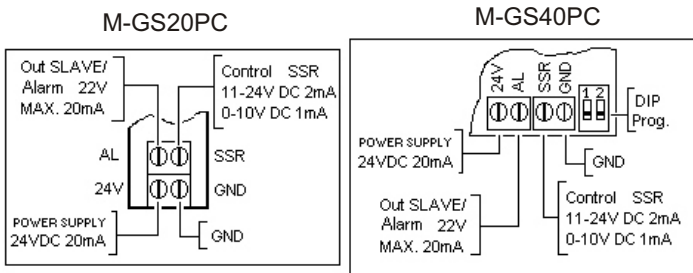 M-GS20PC
Out SLAVE/
Alarm 22V
MAX. 20mA
Control SSR
11-24V DC 2mA
0-10V DC 1mA
AL
SSR
24V
GND
POWER SUPPLY
24VDC 20mA
GND
M-GS40PC
24V
AL
SSR
GND
1 2
DIP
Prog.
POWER SUPPLY
24VDC 20mA
GND
Out SLAVE/
Alarm 22V
MAX. 20mA
Control SSR
11-24V DC 2mA
0-10V DC 1mA